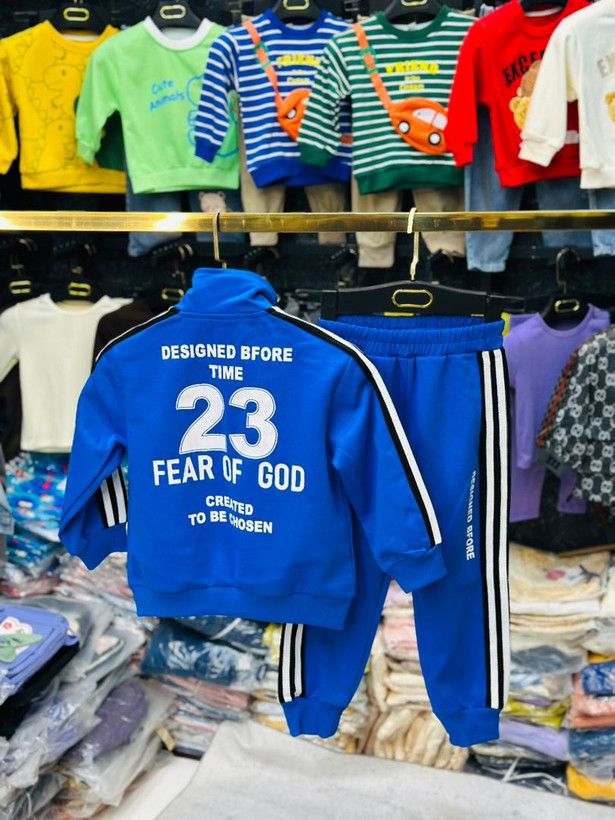 Cute
Animals
FRIEND
FRIEND
DESIGNED BFORE
TIME
23
FEAR OF GOD
CREATED
TO BE CHOSEN
DESIGNED BFORE